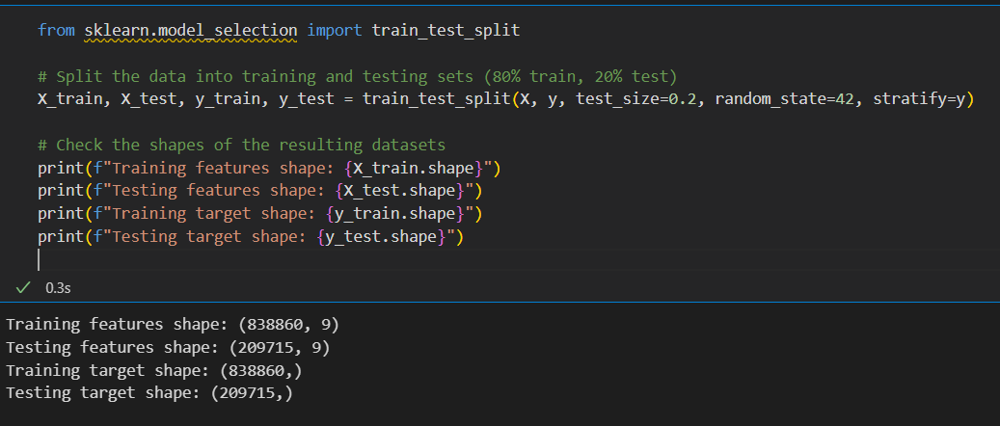 from sklearn.model_selection import train_test_split
# Split the data into training and testing sets (80% train, 20% test)
X_train, X_test, y_train, y_test = train_test_split(X, y, test_size=0.2, random_state=42, stratify=y)
# Check the shapes of the resulting datasets
print(f"Training features shape: {X_train.shape}")
print(f"Testing features shape: {X_test.shape}")
print(f"Training target shape: {y_train.shape}")
print(f"Testing target shape: {y_test.shape}")
0.3s
Training features shape: (838860, 9)
Testing features shape: (209715, 9)
Training target shape: (838860,)
Testing target shape: (209715,)